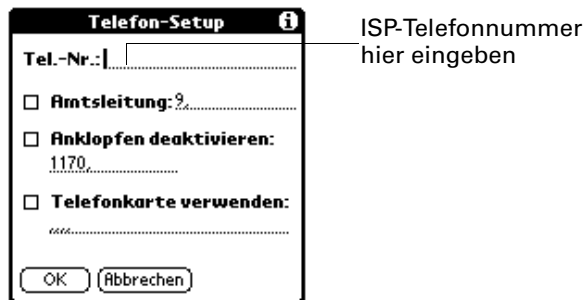 Telefon-Setup
ISP-Telefonnummer
hier eingeben
Tel.-Nr.:
Amtsleitung: 9,
Anklopfen deaktivieren:
1170,
Telefonkarte verwenden:
,,,,
OK Abbrechen